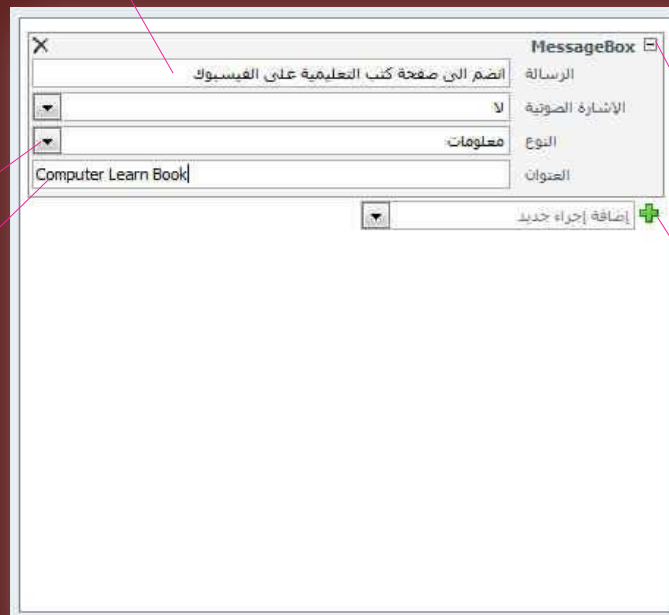 MessageBox
الرسالة انضم الى صفحة كتب التعليمية على الفيسبوك
الإشارة الصوتية لا
النوع معلومات
العنوان Computer Learn Book
إضافة إجراء جديد